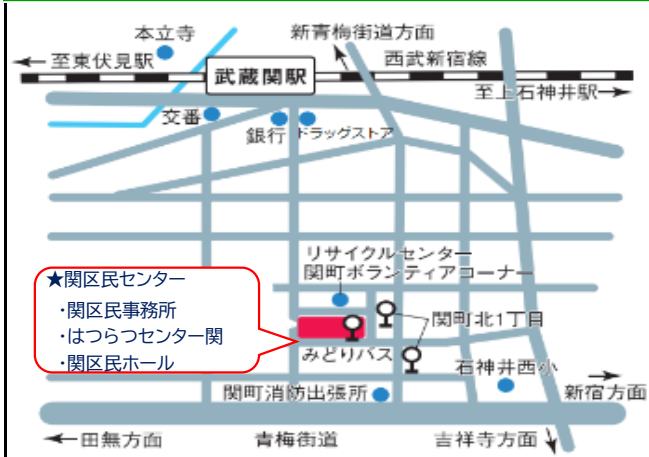 本立寺
新青梅街道方面
←至東伏見駅
武蔵関駅
西武新宿線
至上石神井駅→
交番
銀行
ドラッグストア
リサイクルセンター
関町ボランティアコーナー
★関区民センター
・関区民事務所
・はつらつセンター関
・関区民ホール
関町北1丁目
みどりバス
石神井西小
関町消防出張所
新宿方面
←田無方面
青梅街道
吉祥寺方面